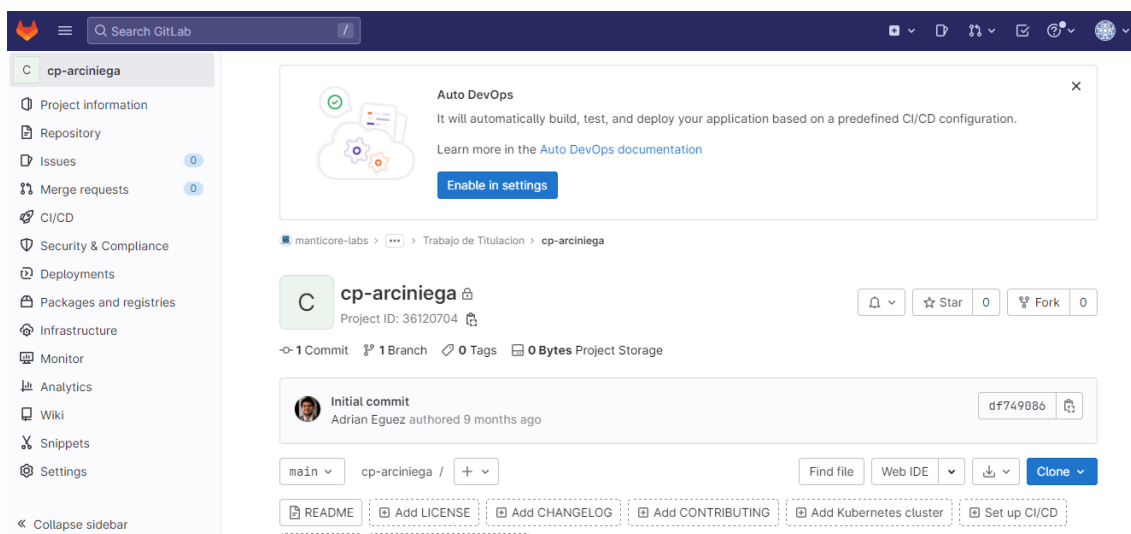 Search GitLab /
C cp-arciniega
Project information
Repository
Issues 0
Merge requests 0
CI/CD
Security & Compliance
Deployments
Packages and registries
Infrastructure
Monitor
Analytics
Wiki
Snippets
Settings
Collapse sidebar
Auto DevOps
It will automatically build, test, and deploy your application based on a predefined CI/CD configuration.
Learn more in the Auto DevOps documentation
Enable in settings
manticore-labs > ••• > Trabajo de Titulacion > cp-arciniega
C
cp-arciniega
Project ID: 36120704
Star 0 Fork 0
1 Commit 1 Branch 0 Tags 0 Bytes Project Storage
Initial commit
Adrian Eguez authored 9 months ago
df749086
main cp-arciniega / + Find file Web IDE Clone
README Add LICENSE Add CHANGELOG Add CONTRIBUTING Add Kubernetes cluster Set up CI/CD